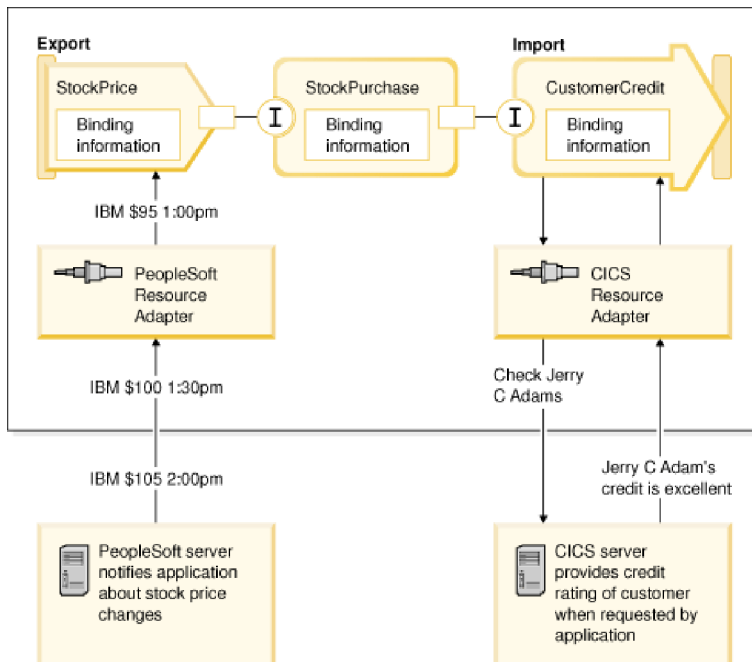 Export
Import
StockPrice
StockPurchase
CustomerCredit
Binding
information
I
Binding
information
I
Binding
information
IBM $95 1:00pm
PeopleSoft
Resource
Adapter
CICS
Resource
Adapter
IBM $100 1:30pm
Check Jerry
C Adams
IBM $105 2:00pm
Jerry C Adam's
credit is excellent
PeopleSoft server
notifies application
about stock price
changes
CICS server
provides credit
rating of customer
when requested by
application